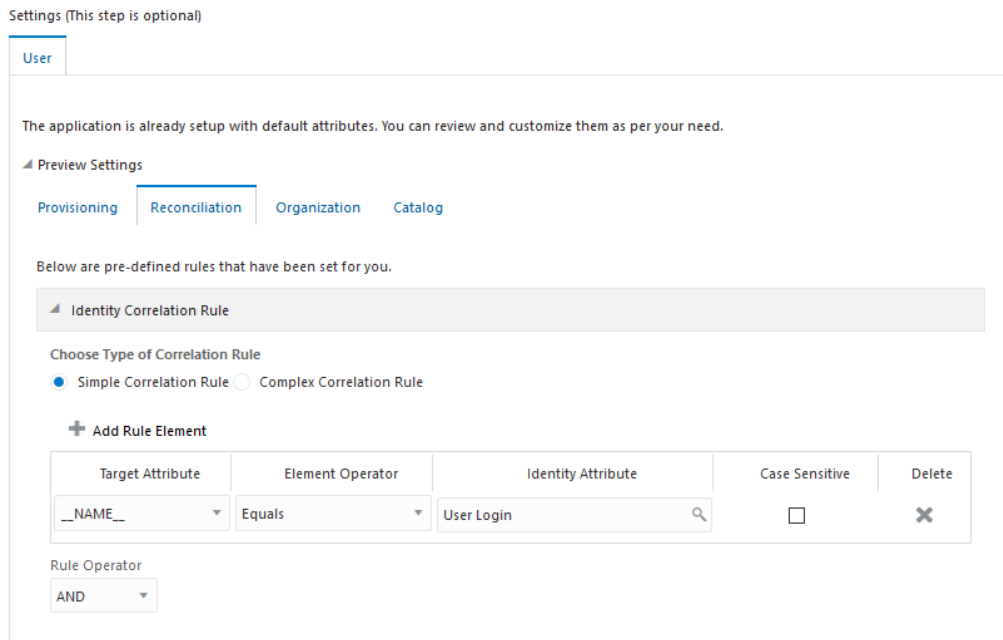 Settings (This step is optional)
User
The application is already setup with default attributes. You can review and customize them as per your need.
Preview Settings
Provisioning Reconciliation Organization Catalog
Below are pre-defined rules that have been set for you.
Identity Correlation Rule
Choose Type of Correlation Rule
Simple Correlation Rule Complex Correlation Rule
Add Rule Element
Target Attribute Element Operator Identity Attribute Case Sensitive Delete
__NAME__ Equals User Login
Rule Operator
AND